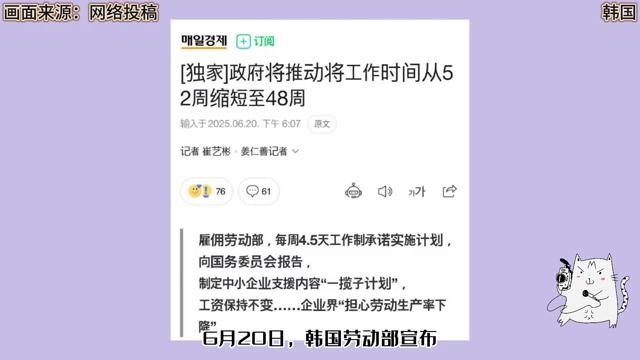 画面来源：网络投稿
韩国
매일경제 订阅
[独家]政府将推动将工作时间从5
2周缩短至48周
输入于2025.06.20. 下午 6:07 原文
记者 崔艺彬·姜仁善记者
76 61 가가
雇佣劳动部，每周4.5天工作制承诺实施计划，
向国务委员会报告，
制定中小企业支援内容“一揽子计划”，
工资保持不变……企业界“担心劳动生产率下
降”
6月20日，韩国劳动部宣布